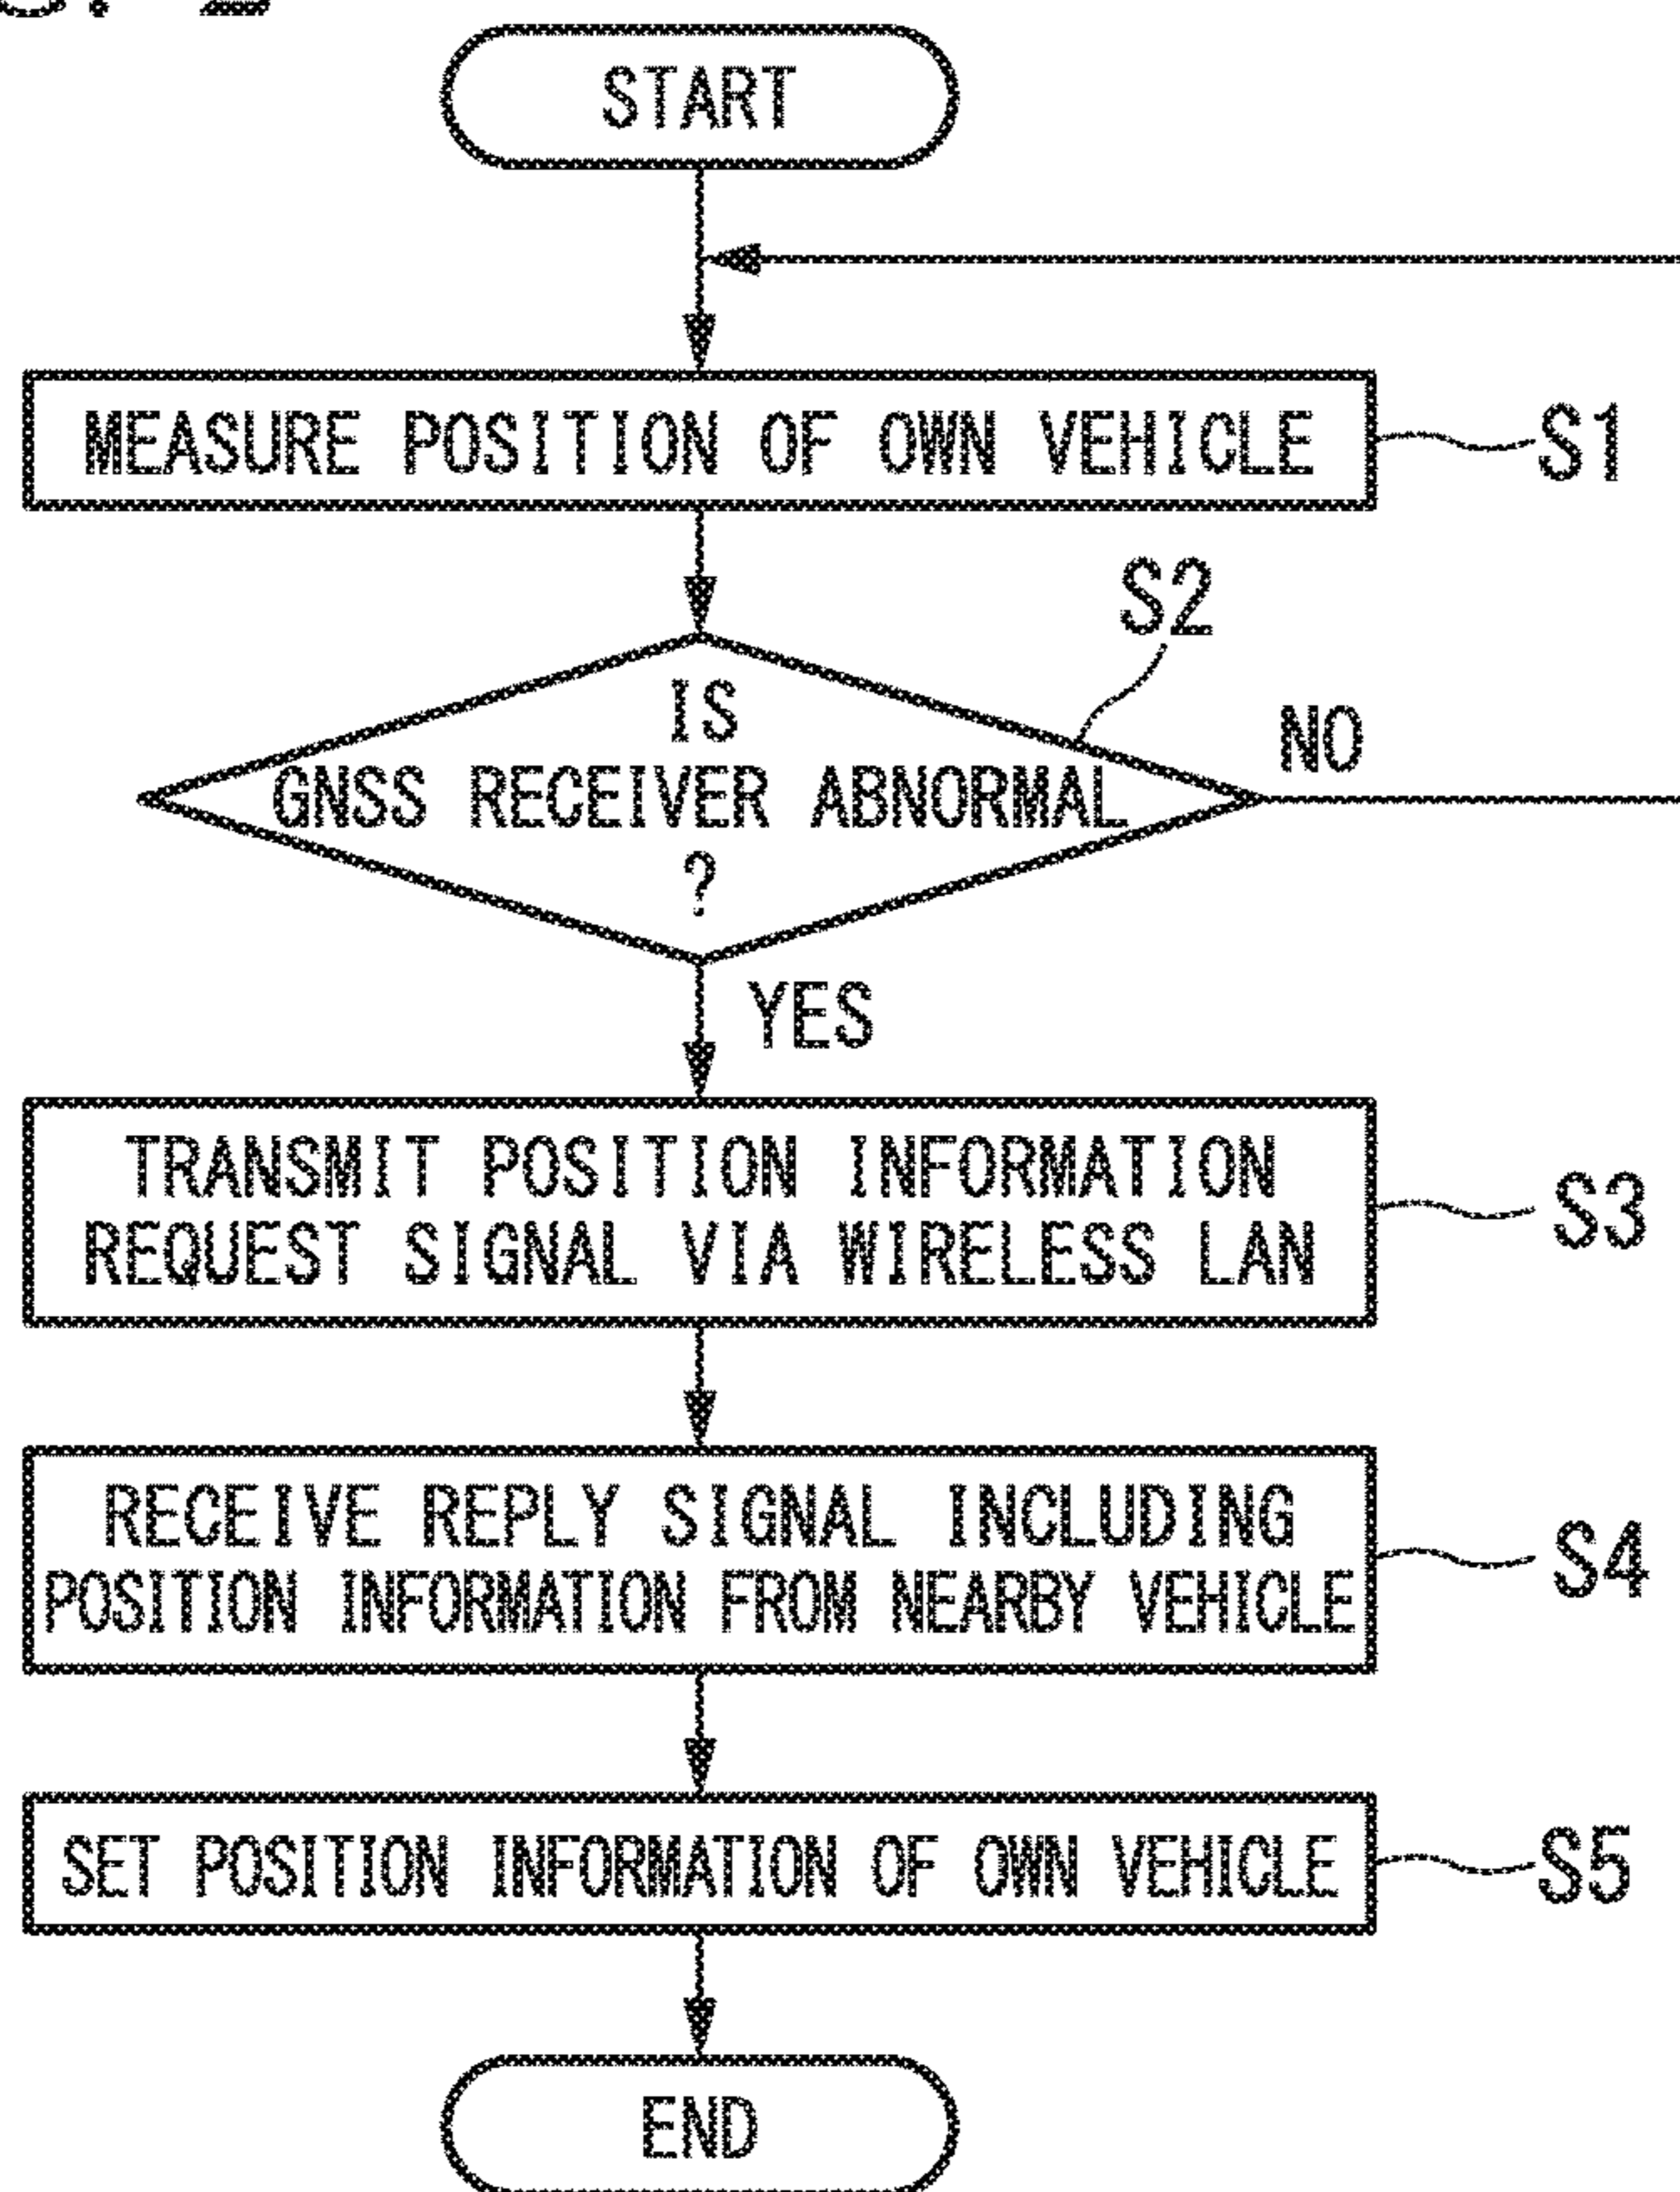 START
MEASURE POSITION OF OWN VEHICLE
S1
S2
IS
GNSS RECEIVER ABNORMAL
?
NO
YES
TRANSMIT POSITION INFORMATION
REQUEST SIGNAL VIA WIRELESS LAN
S3
RECEIVE REPLY SIGNAL INCLUDING
POSITION INFORMATION FROM NEARBY VEHICLE
S4
SET POSITION INFORMATION OF OWN VEHICLE
S5
END